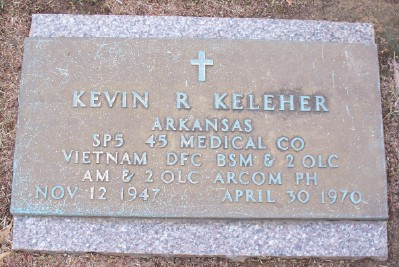 KEVIN R KELEHER
ARKANSAS
SP5 45 MEDICAL CO
VIETNAM DFC BSM & 2 OLC
AM & 2 OLC ARCOM PH
NOV 12 1947 APRIL 30 1970